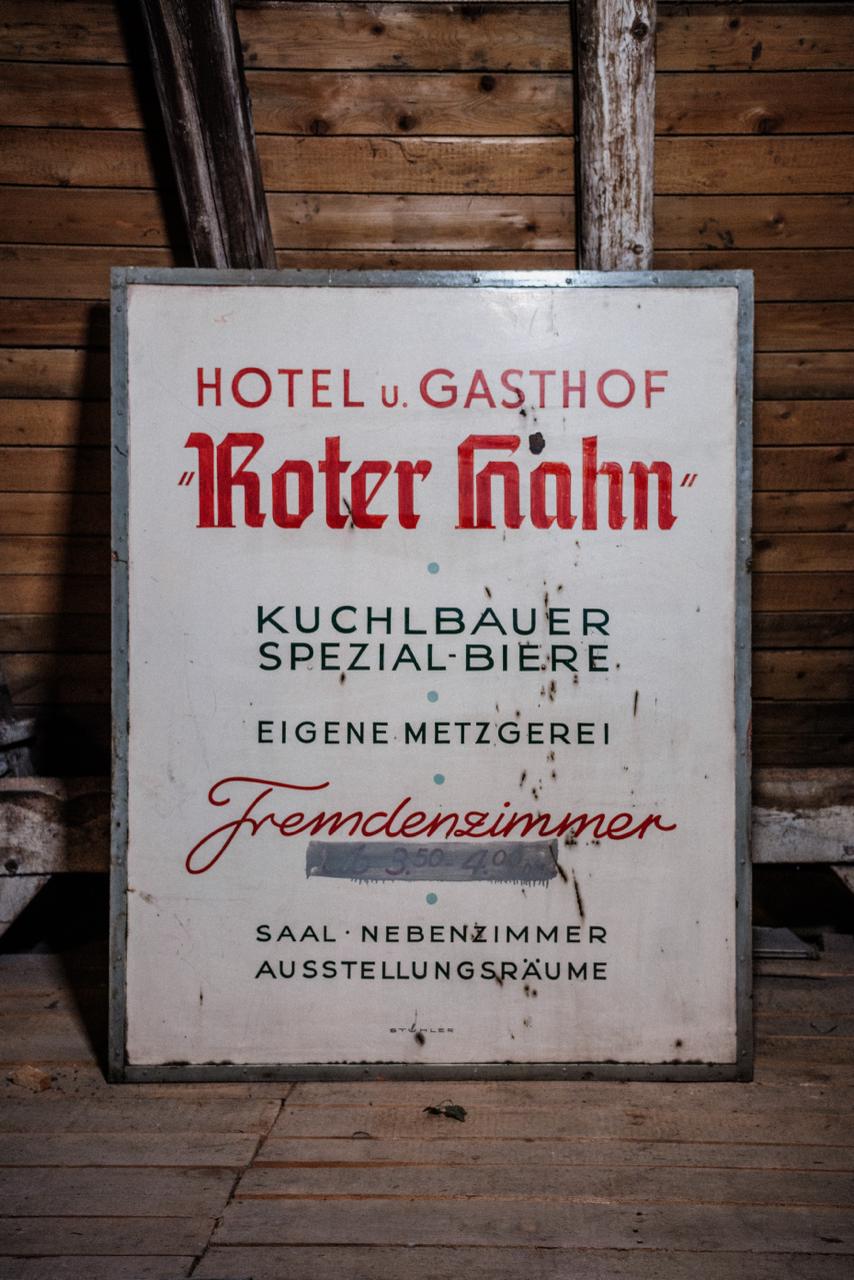 HOTEL u. GASTHOF
"Roter Hahn"
KUCHLBAUER
SPEZIAL-BIERE
EIGENE METZGEREI
Fremdenzimmer
3.50 - 4.00
SAAL · NEBENZIMMER
AUSSTELLUNGSRÄUME